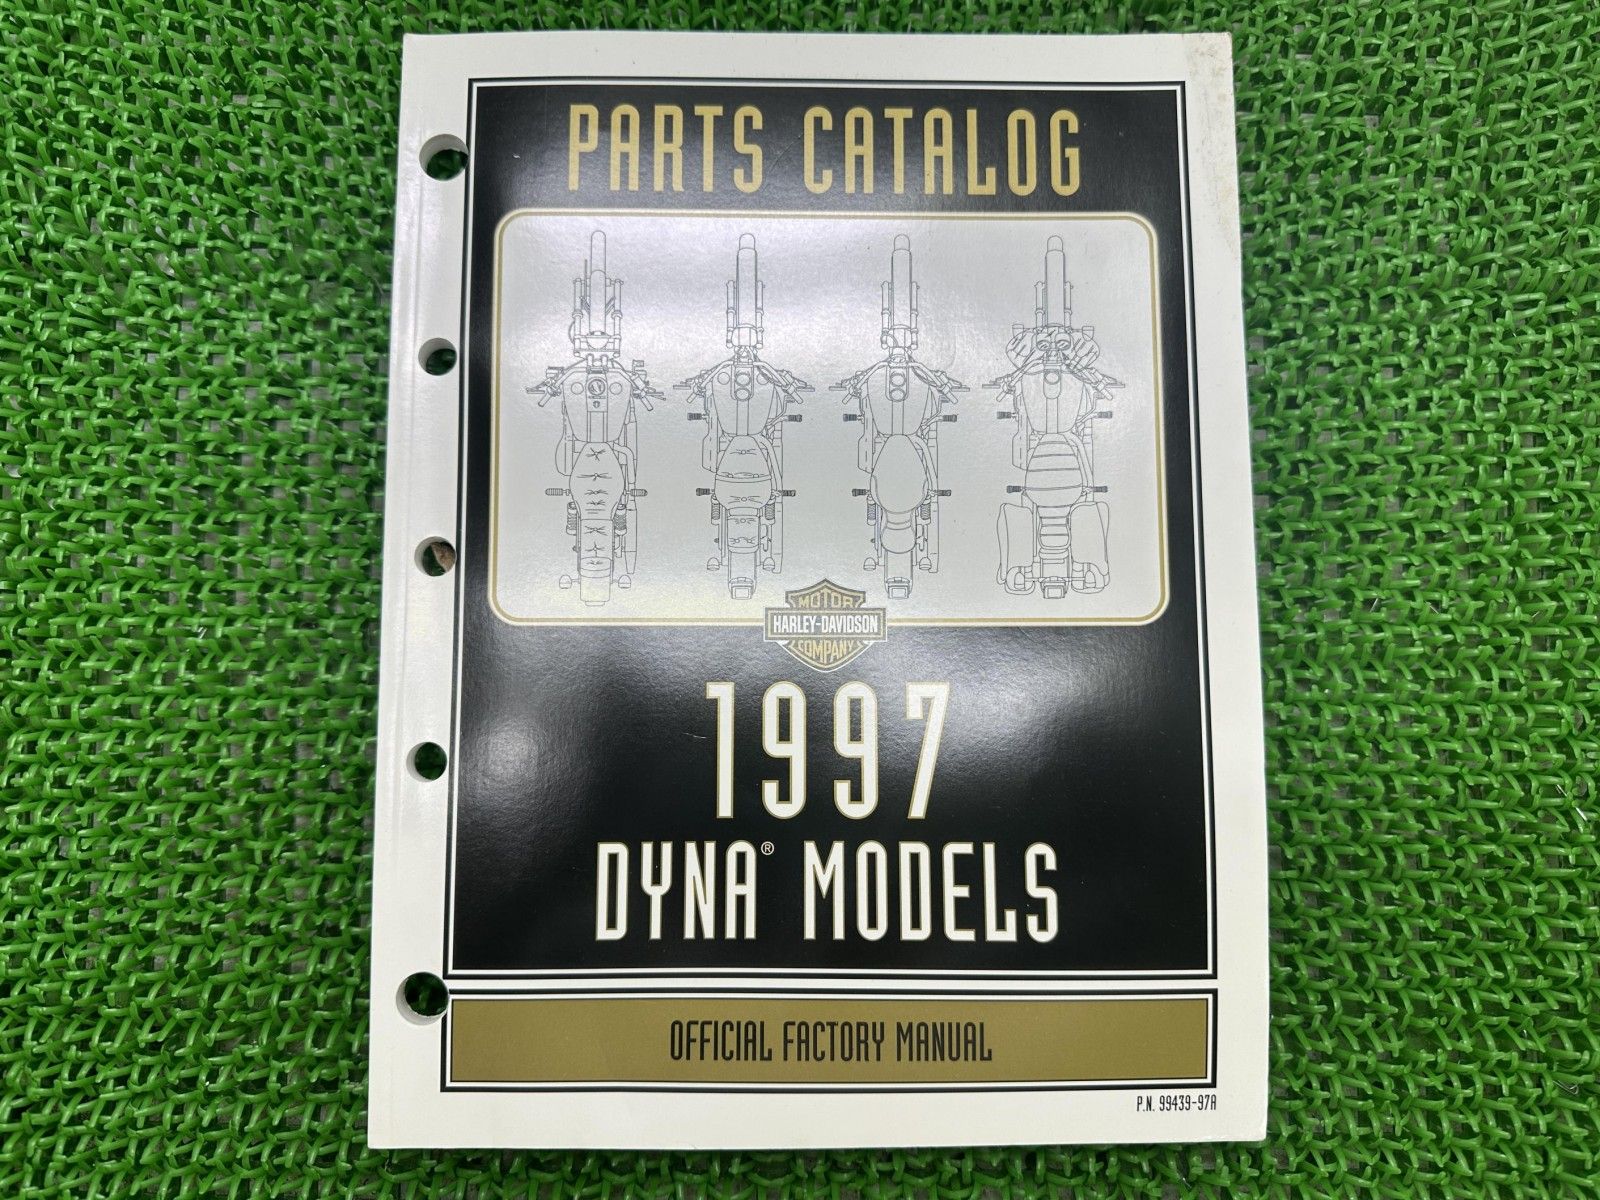 PARTS CATALOG
MOTOR
HARLEY-DAVIDSON
COMPANY
1997
DYNA® MODELS
OFFICIAL FACTORY MANUAL
P.N. 99439-97A